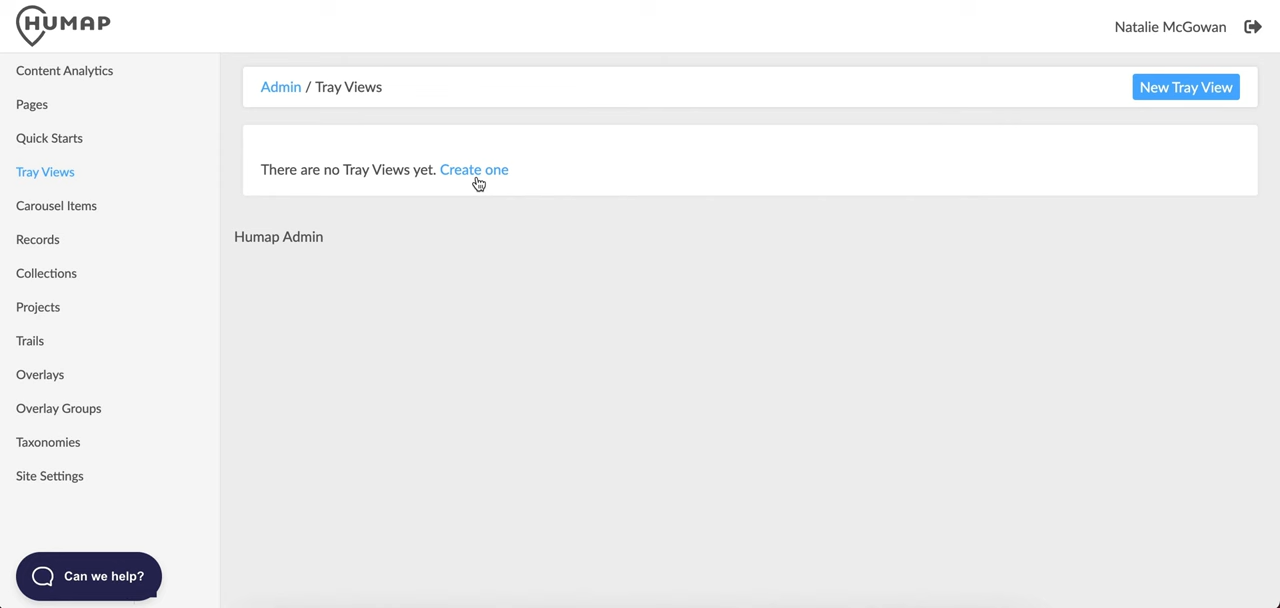 HUMAP
Natalie McGowan
Content Analytics
Pages
Quick Starts
Tray Views
Carousel Items
Records
Collections
Projects
Trails
Overlays
Overlay Groups
Taxonomies
Site Settings
Can we help?
Admin / Tray Views
New Tray View
There are no Tray Views yet. Create one
Humap Admin